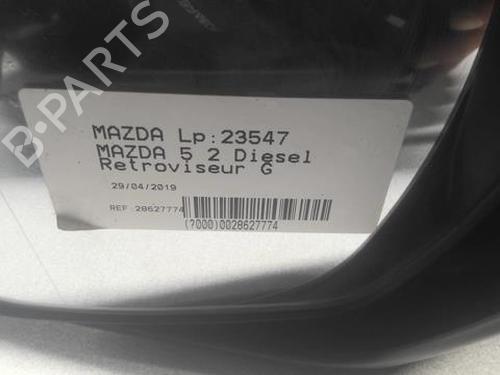 B-PARTS
MAZDA Lp:23547
MAZDA 5 2 Diesel
Retroviseur G
29/04/2019
REF:28627774
(7000)0028627774